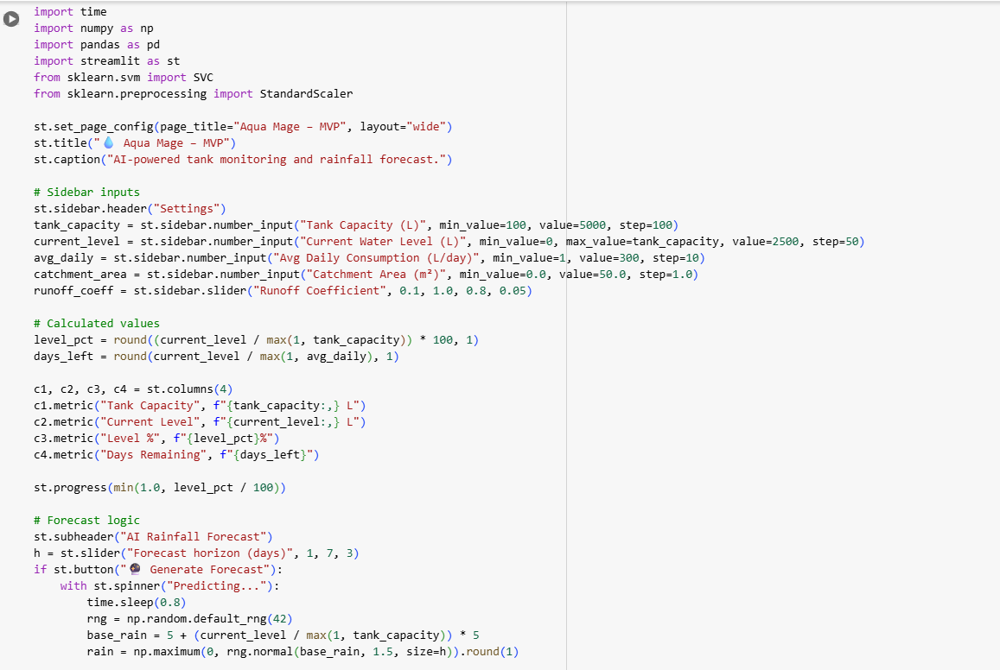 import time
import numpy as np
import pandas as pd
import streamlit as st
from sklearn.svm import SVC
from sklearn.preprocessing import StandardScaler

st.set_page_config(page_title="Aqua Mage – MVP", layout="wide")
st.title("💧 Aqua Mage – MVP")
st.caption("AI-powered tank monitoring and rainfall forecast.")

# Sidebar inputs
st.sidebar.header("Settings")
tank_capacity = st.sidebar.number_input("Tank Capacity (L)", min_value=100, value=5000, step=100)
current_level = st.sidebar.number_input("Current Water Level (L)", min_value=0, max_value=tank_capacity, value=2500, step=50)
avg_daily = st.sidebar.number_input("Avg Daily Consumption (L/day)", min_value=1, value=300, step=10)
catchment_area = st.sidebar.number_input("Catchment Area (m²)", min_value=0.0, value=50.0, step=1.0)
runoff_coeff = st.sidebar.slider("Runoff Coefficient", 0.1, 1.0, 0.8, 0.05)

# Calculated values
level_pct = round((current_level / max(1, tank_capacity)) * 100, 1)
days_left = round(current_level / max(1, avg_daily), 1)

c1, c2, c3, c4 = st.columns(4)
c1.metric("Tank Capacity", f"{tank_capacity:,} L")
c2.metric("Current Level", f"{current_level:,} L")
c3.metric("Level %", f"{level_pct}%")
c4.metric("Days Remaining", f"{days_left}")

st.progress(min(1.0, level_pct / 100))

# Forecast logic
st.subheader("AI Rainfall Forecast")
h = st.slider("Forecast horizon (days)", 1, 7, 3)
if st.button("🔮 Generate Forecast"):
    with st.spinner("Predicting..."):
        time.sleep(0.8)
        rng = np.random.default_rng(42)
        base_rain = 5 + (current_level / max(1, tank_capacity)) * 5
        rain = np.maximum(0, rng.normal(base_rain, 1.5, size=h)).round(1)